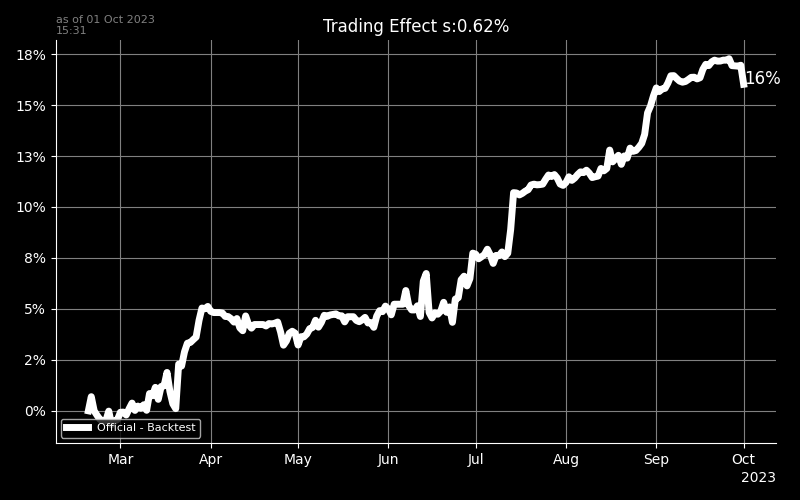 as of 01 Oct 2023
15:31
Trading Effect s:0.62%
18%
15%
13%
10%
8%
5%
2%
0%
16%
Official - Backtest
Mar Apr May Jun Jul Aug Sep Oct
2023